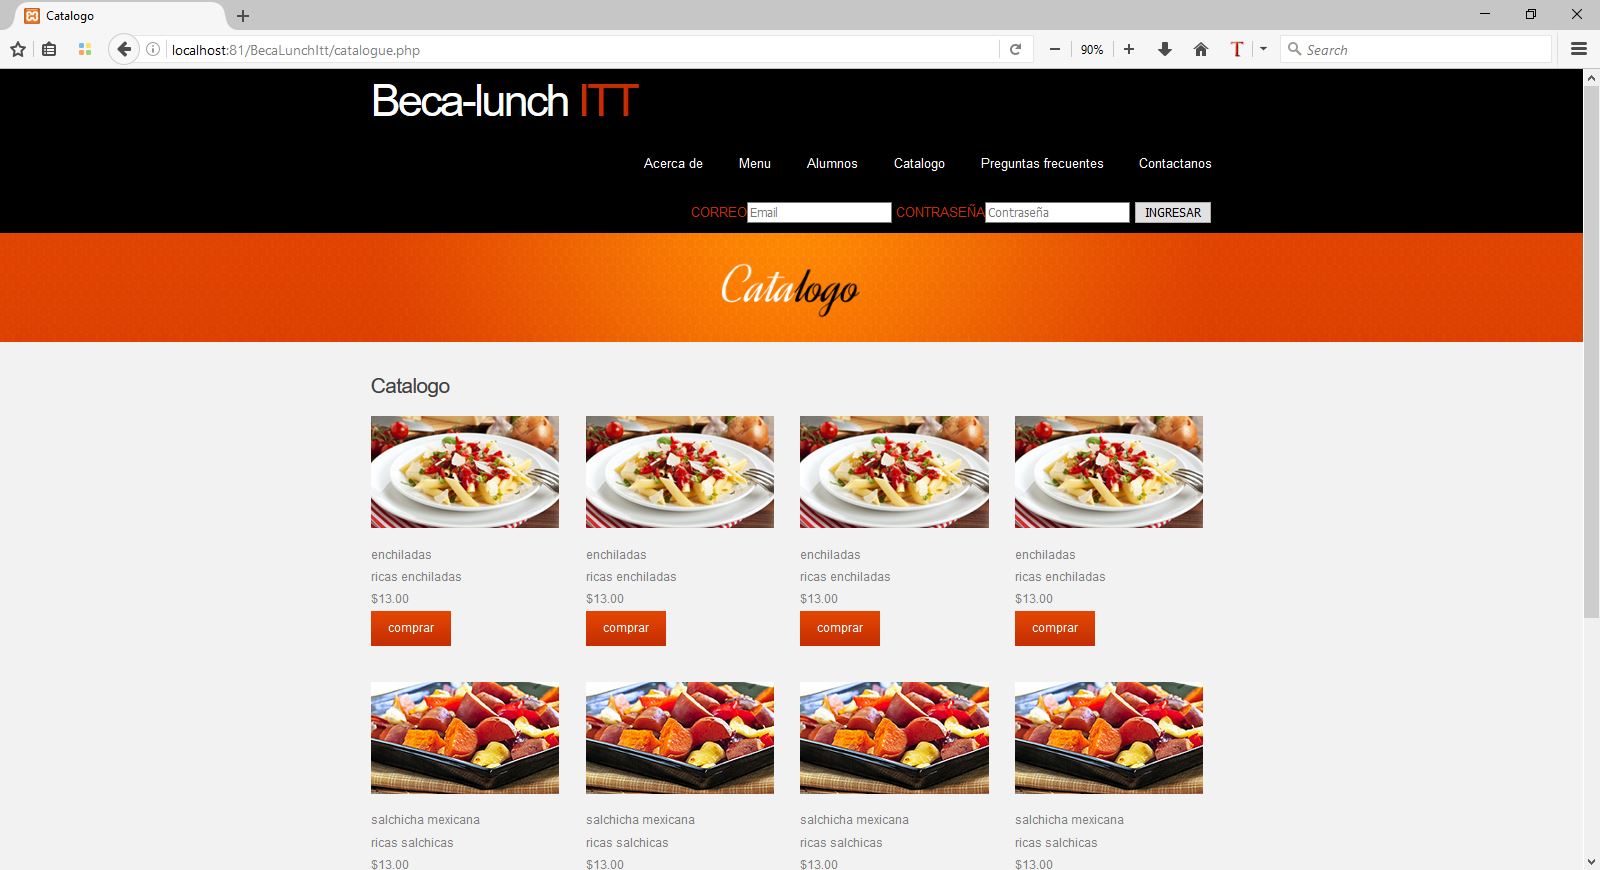 Catalogo
localhost:81/BecaLunchItt/catalogue.php 90% T Search
Beca-lunch ITT
Acerca de Menu Alumnos Catalogo Preguntas frecuentes Contactanos
CORREO Email CONTRASEÑA Contraseña INGRESAR
Catalogo
Catalogo
enchiladas enchiladas enchiladas enchiladas
ricas enchiladas ricas enchiladas ricas enchiladas ricas enchiladas
$13.00 $13.00 $13.00 $13.00
comprar comprar comprar comprar
salchicha mexicana salchicha mexicana salchicha mexicana salchicha mexicana
ricas salchicas ricas salchicas ricas salchicas ricas salchicas
$13.00 $13.00 $13.00 $13.00